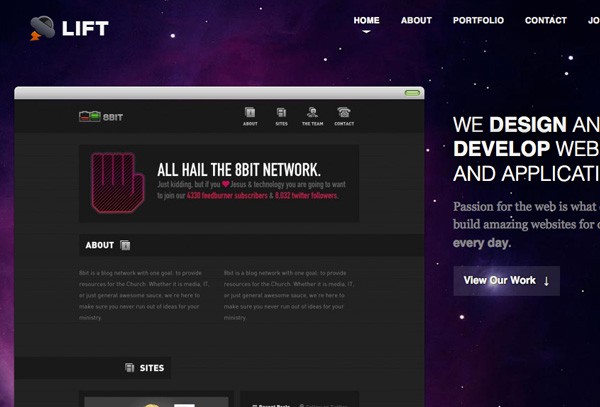 LIFT
HOME ABOUT PORTFOLIO CONTACT JO
8BIT
ABOUT SITES THE TEAM CONTACT
ALL HAIL THE 8BIT NETWORK.
Just kidding, but if you Jesus & technology you are going to want
to join our 4330 feedburner subscribers & 8,032 twitter followers.
ABOUT
8bit is a blog network with one goal: to provide
resources for the Church. Whether it is media, IT,
or just general awesome sauce, we're here to
make sure you never run out of ideas for your
ministry.
8bit is a blog network with one goal: to provide
resources for the Church. Whether it is media, IT,
or just general awesome sauce, we're here to
make sure you never run out of ideas for your
ministry.
SITES
Recent Posts
WE DESIGN AN
DEVELOP WEB
AND APPLICATI
Passion for the web is what
build amazing websites for
every day.
View Our Work ↓